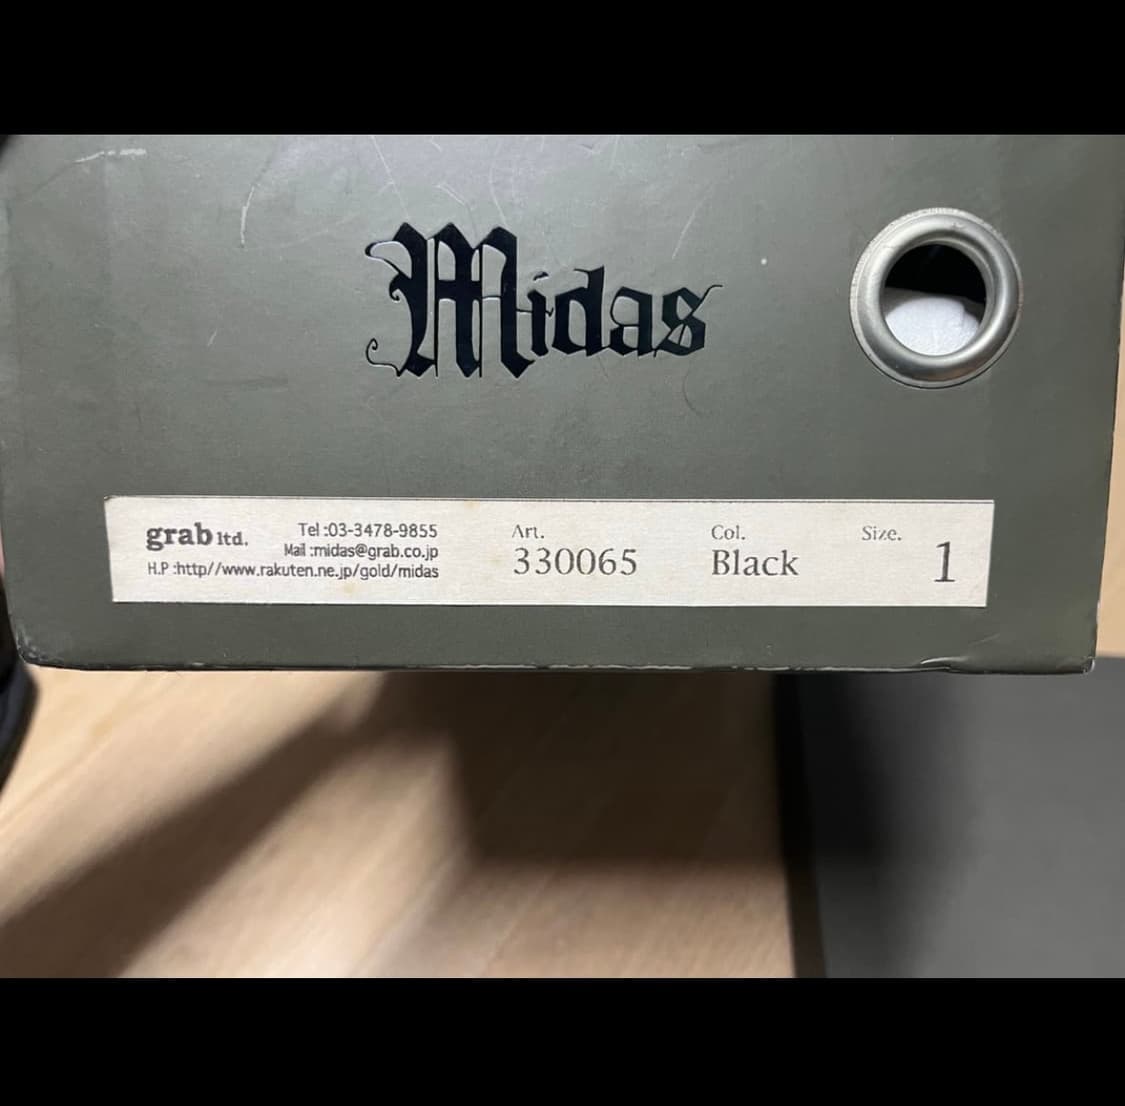 Midas
grab ltd.
Tel :03-3478-9855
Mail :midas@grab.co.jp
H.P :http//www.rakuten.ne.jp/gold/midas
Art.
330065
Col.
Black
Size.
1